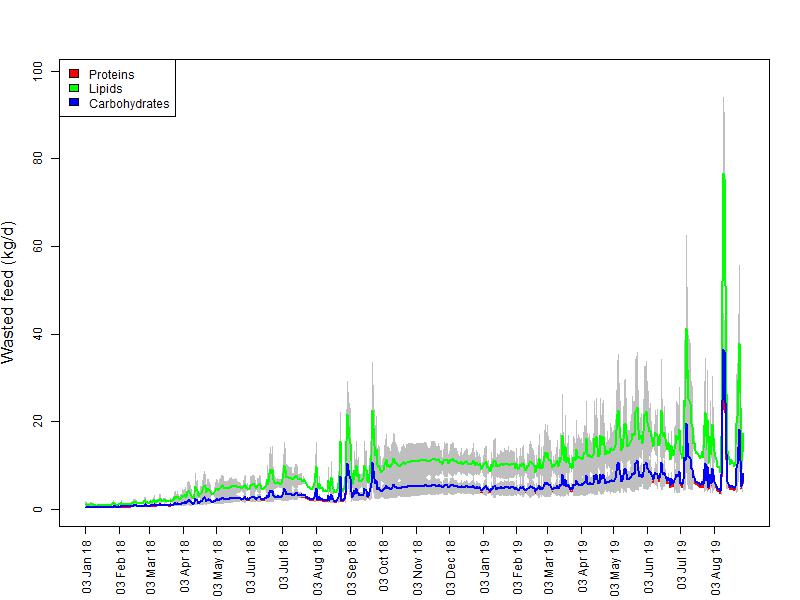 Proteins
Lipids
Carbohydrates
Wasted feed (kg/d)
100
80
60
40
20
0
03 Jan 18
03 Feb 18
03 Mar 18
03 Apr 18
03 May 18
03 Jun 18
03 Jul 18
03 Aug 18
03 Sep 18
03 Oct 18
03 Nov 18
03 Dec 18
03 Jan 19
03 Feb 19
03 Mar 19
03 Apr 19
03 May 19
03 Jun 19
03 Jul 19
03 Aug 19